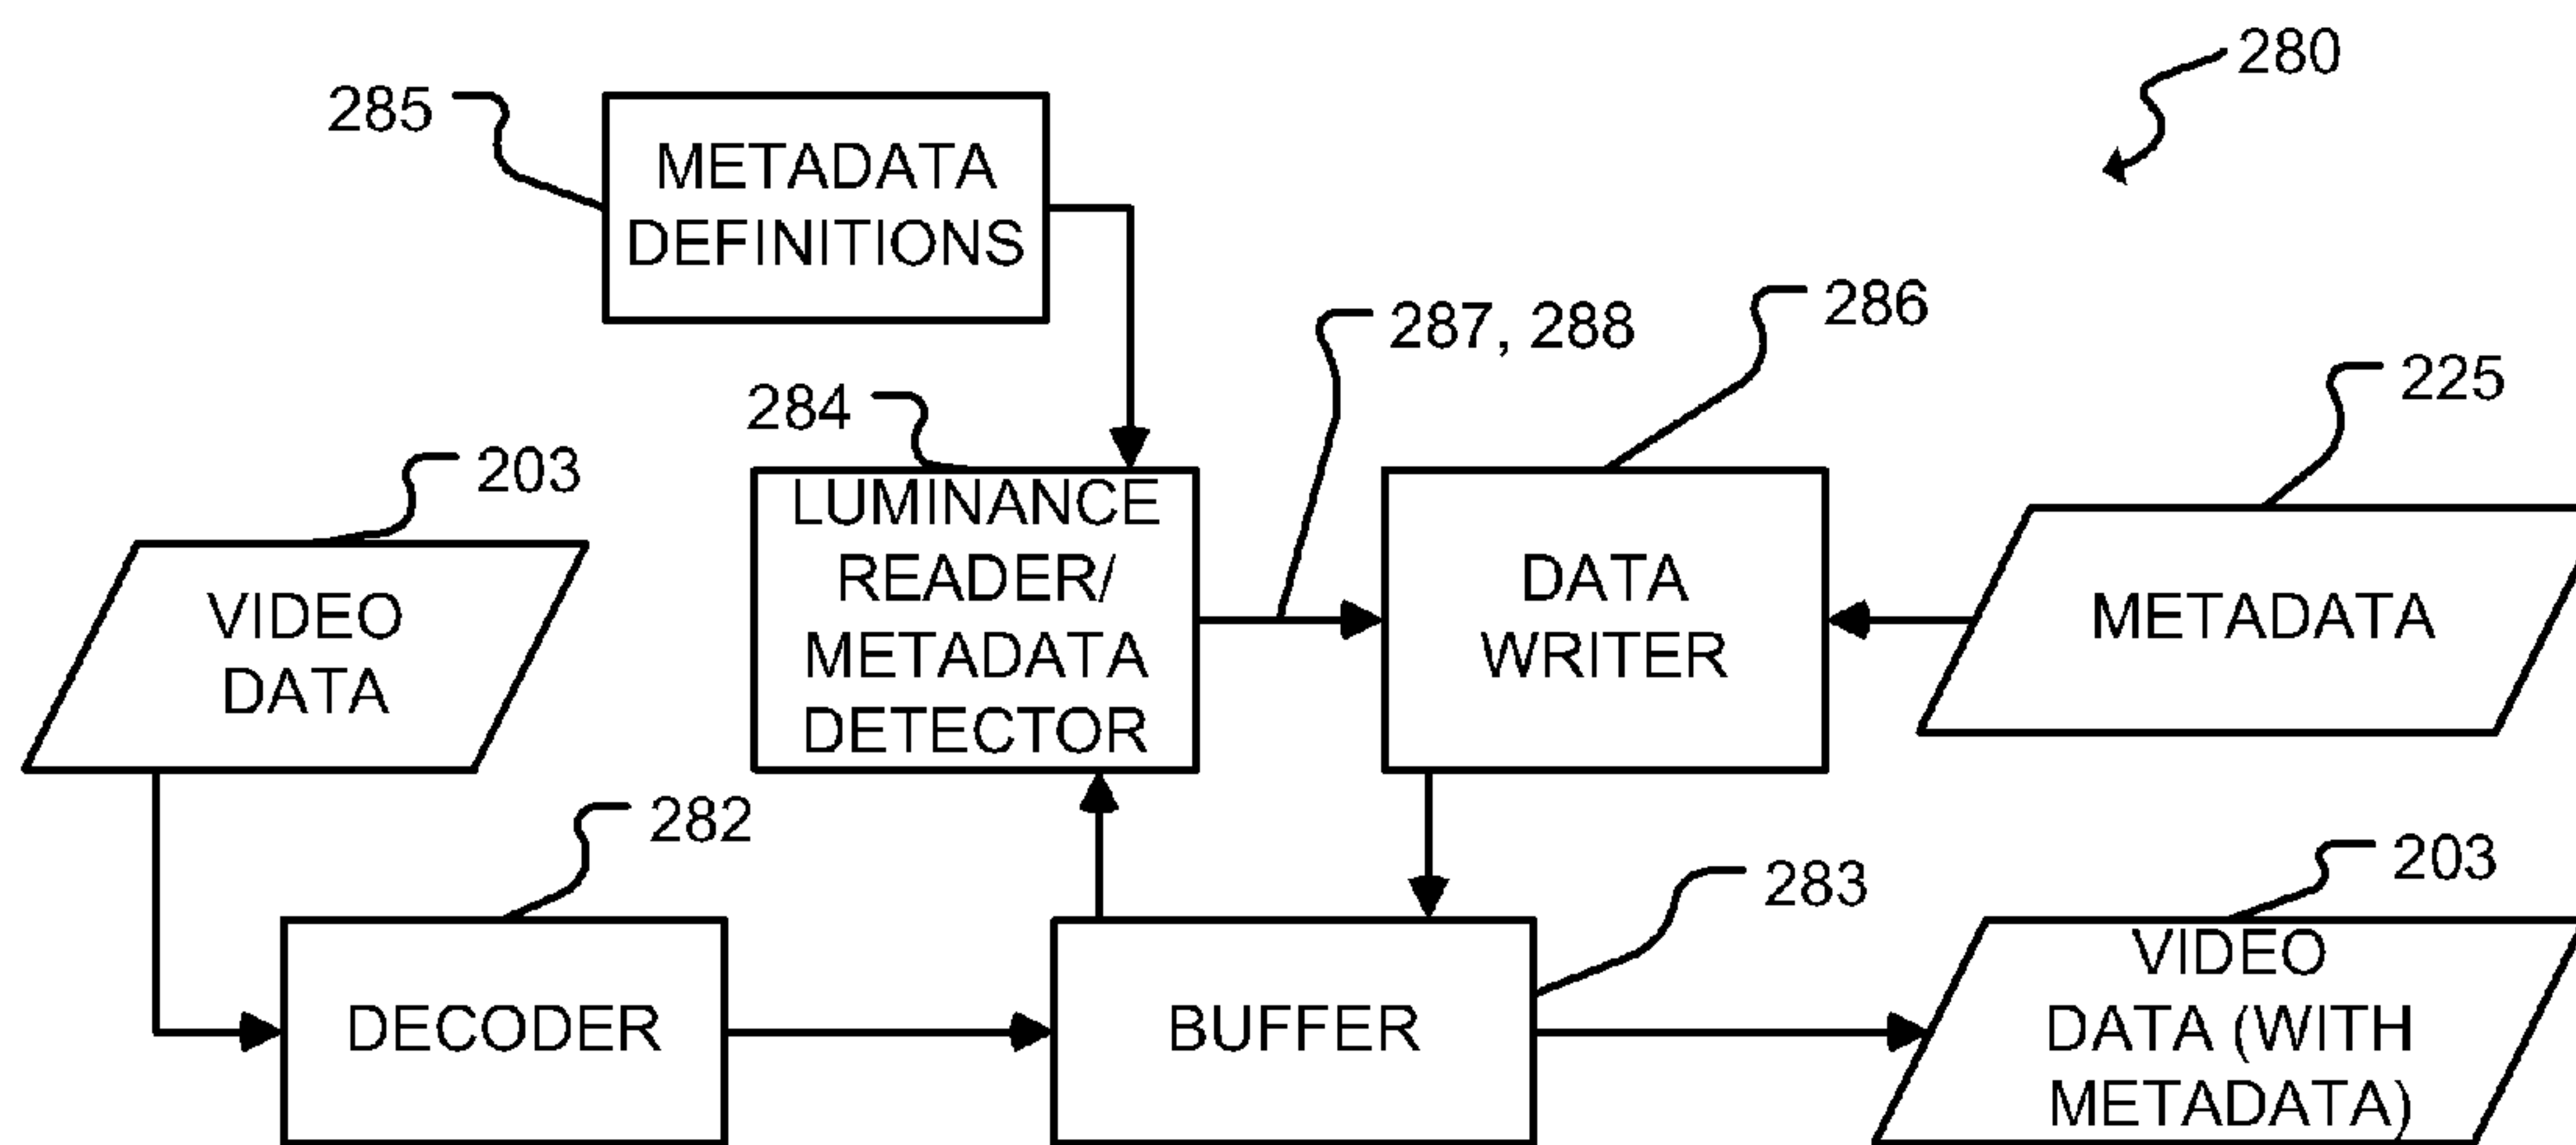 280
285
METADATA
DEFINITIONS
287, 288
286
225
284
203
LUMINANCE
READER/
METADATA
DETECTOR
DATA
WRITER
METADATA
VIDEO
DATA
282
283
203
DECODER
BUFFER
VIDEO
DATA (WITH
METADATA)